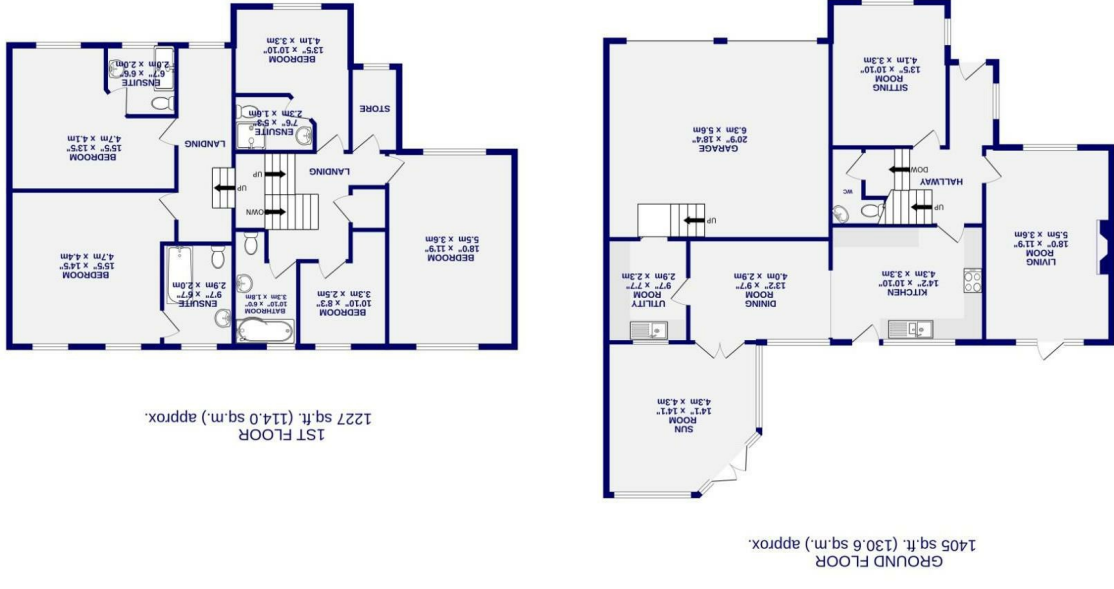 GROUND FLOOR
1405 sq.ft. (130.6 sq.m.) approx.
SUN
ROOM
14'1" x 14'1"
4.3m x 4.3m
LIVING
ROOM
18'0" x 11'9"
5.5m x 3.6m
KITCHEN
14'2" x 10'10"
4.3m x 3.3m
DINING
ROOM
13'2" x 9'7"
4.0m x 2.9m
UTILITY
ROOM
9'7" x 7'7"
2.9m x 2.3m
UP
UP
HALLWAY
DOWN
WC
GARAGE
20'9" x 18'4"
6.3m x 5.6m
SITTING
ROOM
13'5" x 10'10"
4.1m x 3.3m
1ST FLOOR
1227 sq.ft. (114.0 sq.m.) approx.
BEDROOM
18'0" x 11'9"
5.5m x 3.6m
BEDROOM
10'10" x 8'3"
3.3m x 2.5m
BATHROOM
10'10" x 6'0"
3.3m x 1.8m
ENSUITE
9'7" x 6'7"
2.9m x 2.0m
BEDROOM
15'5" x 14'5"
4.7m x 4.4m
DOWN
UP
UP
LANDING
LANDING
STORE
ENSUITE
7'6" x 5'3"
2.3m x 1.6m
BEDROOM
13'5" x 10'10"
4.1m x 3.3m
BEDROOM
15'5" x 13'5"
4.7m x 4.1m
ENSUITE
6'7" x 6'6"
2.0m x 2.0m